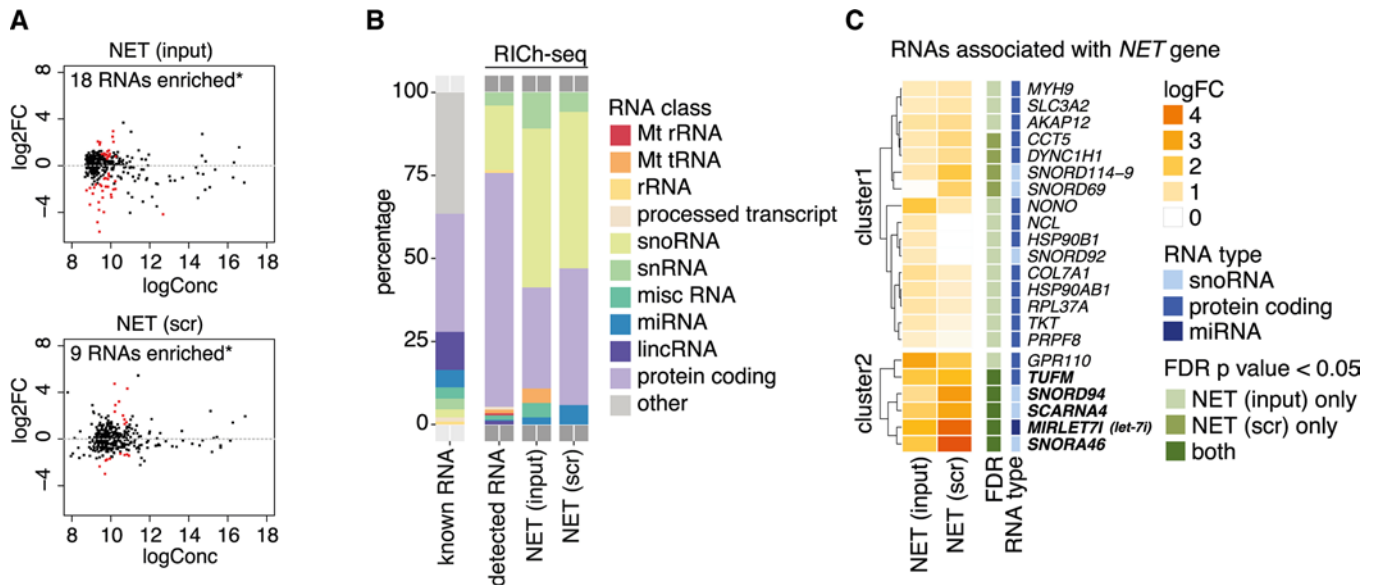 A
NET (input)
18 RNAs enriched*
8
4
0
−4
log2FC
8 10 12 14 16 18
logConc
NET (scr)
9 RNAs enriched*
8
4
0
−4
log2FC
8 10 12 14 16 18
logConc
B
RICh-seq
100
75
50
25
0
percentage
known RNA
detected RNA
NET (input)
NET (scr)
RNA class
Mt rRNA
Mt tRNA
rRNA
processed transcript
snoRNA
snRNA
misc RNA
miRNA
lincRNA
protein coding
other
C
RNAs associated with NET gene
cluster1
MYH9
SLC3A2
AKAP12
CCT5
DYNC1H1
SNORD114−9
SNORD69
NONO
NCL
HSP90B1
SNORD92
COL7A1
HSP90AB1
RPL37A
TKT
PRPF8
cluster2
GPR110
TUFM
SNORD94
SCARNA4
MIRLET7I (let-7i)
SNORA46
NET (input)
NET (scr)
FDR
RNA type
logFC
4
3
2
1
0
RNA type
snoRNA
protein coding
miRNA
FDR p value < 0.05
NET (input) only
NET (scr) only
both